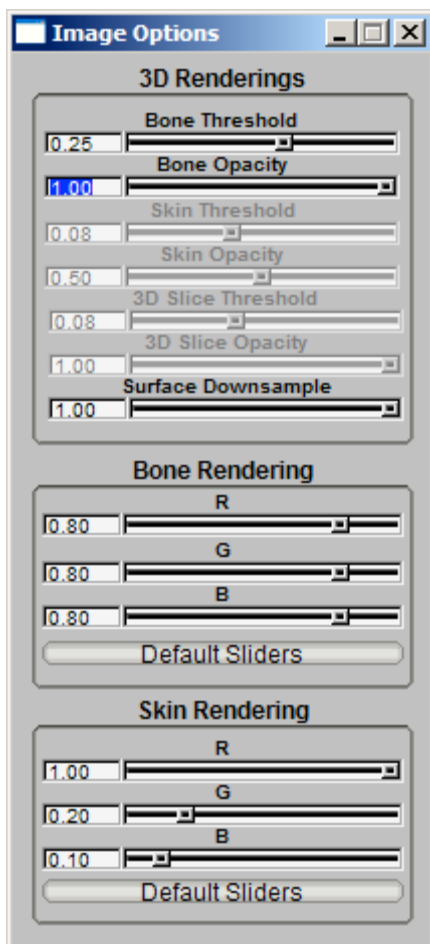 Image Options
3D Renderings
Bone Threshold
0.25
Bone Opacity
1.00
Skin Threshold
0.08
Skin Opacity
0.50
3D Slice Threshold
0.08
3D Slice Opacity
1.00
Surface Downsample
1.00
Bone Rendering
R
0.80
G
0.80
B
0.80
Default Sliders
Skin Rendering
R
1.00
G
0.20
B
0.10
Default Sliders